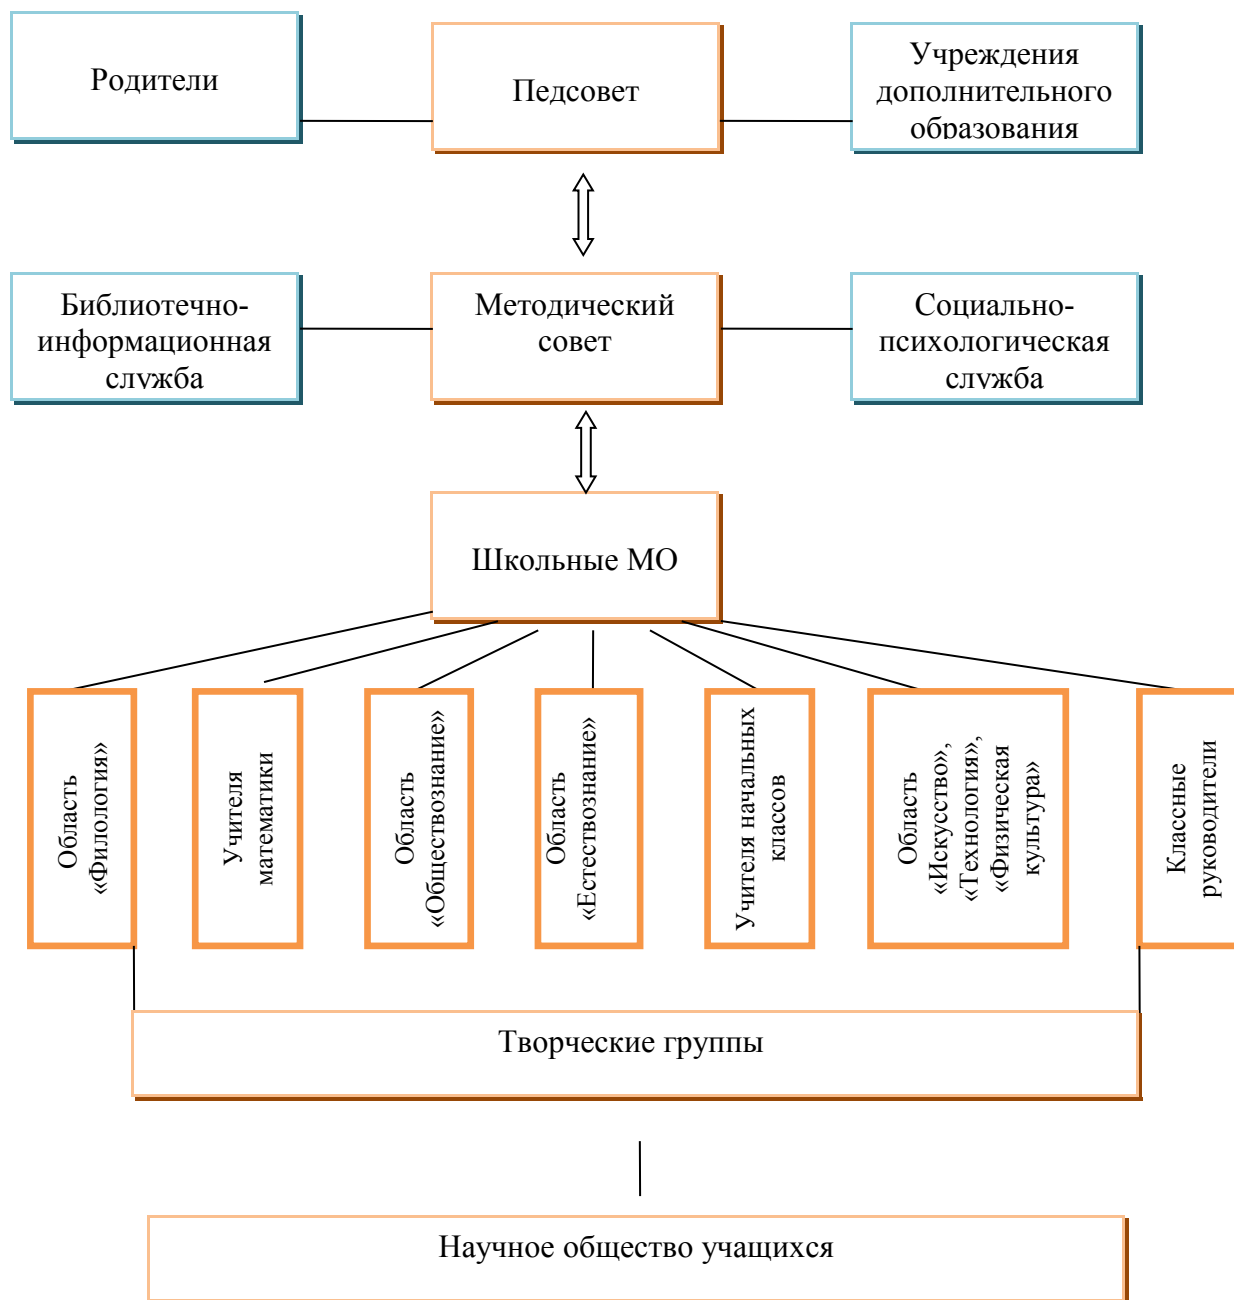 Родители
Педсовет
Учреждения
дополнительного
образования
Библиотечно-
информационная
служба
Методический
совет
Социально-
психологическая
служба
Школьные МО
Область
«Филология»
Учителя
математики
Область
«Обществознание»
Область
«Естествознание»
Учителя начальных
классов
Область
«Искусство»,
«Технология»,
«Физическая
культура»
Классные
руководители
Творческие группы
Научное общество учащихся